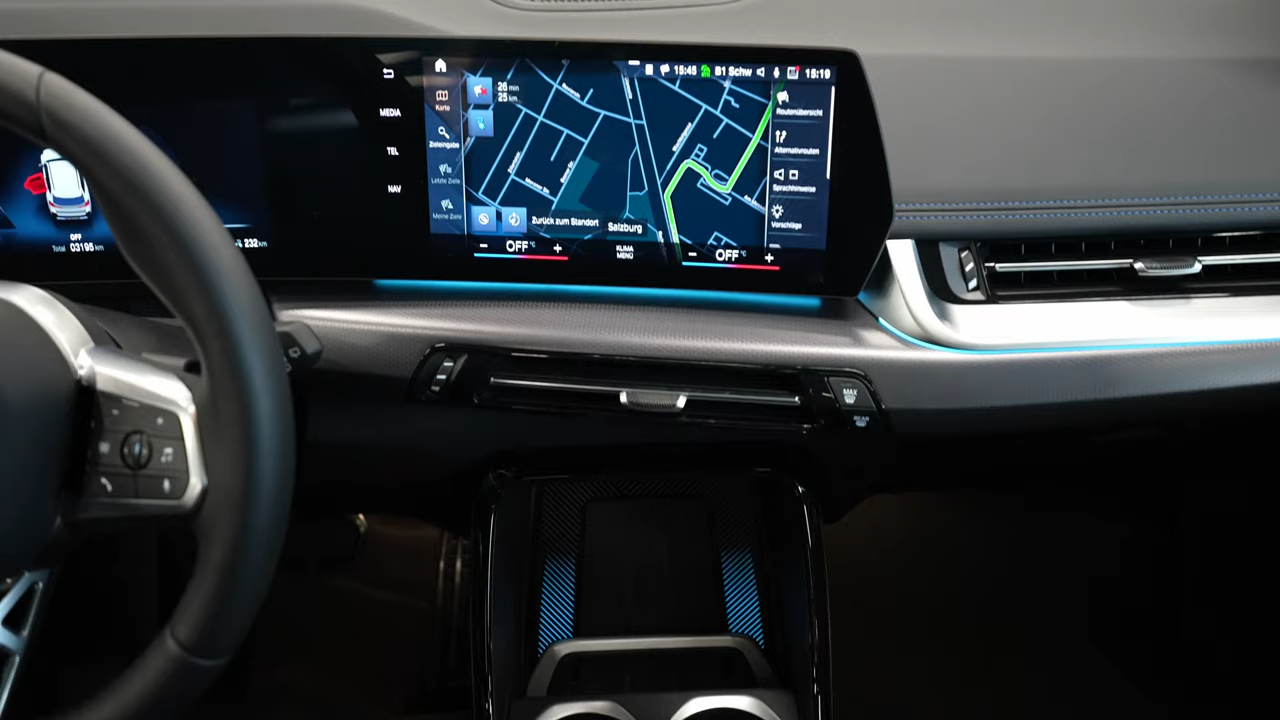 MEDIA
TEL
NAV
Karte
Zieleingabe
Letzte Ziele
Meine Ziele
26 min
25 km
15:45
B1 Schw
15:19
Routenübersicht
Alternativrouten
Sprachhinweise
Vorschläge
Zurück zum Standort
Salzburg
OFF °C
KLIMA
MENÜ
OFF °C
OFF
Total 03195 km
232 km
MAX
REAR